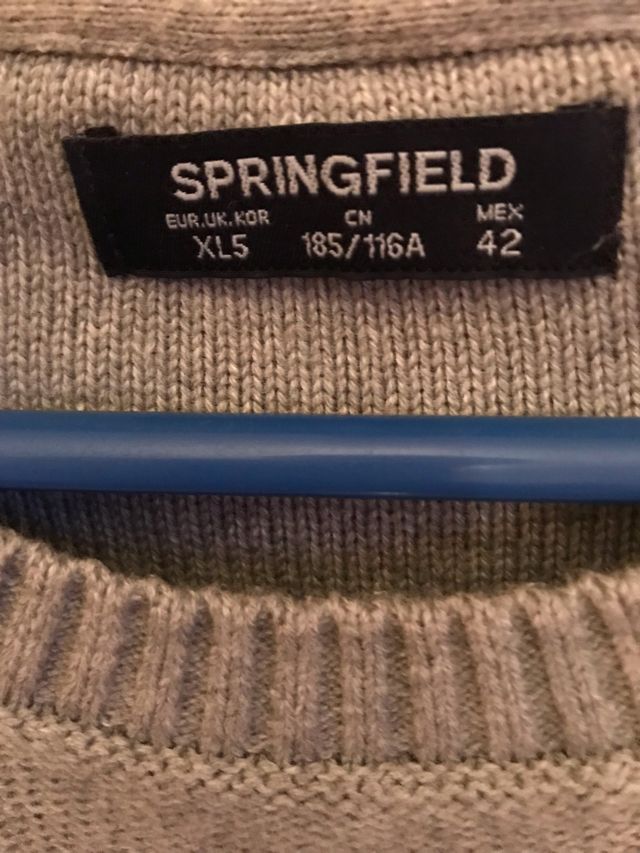 SPRINGFIELD
EUR.UK.KOR CN MEX
XL5 185/116A 42